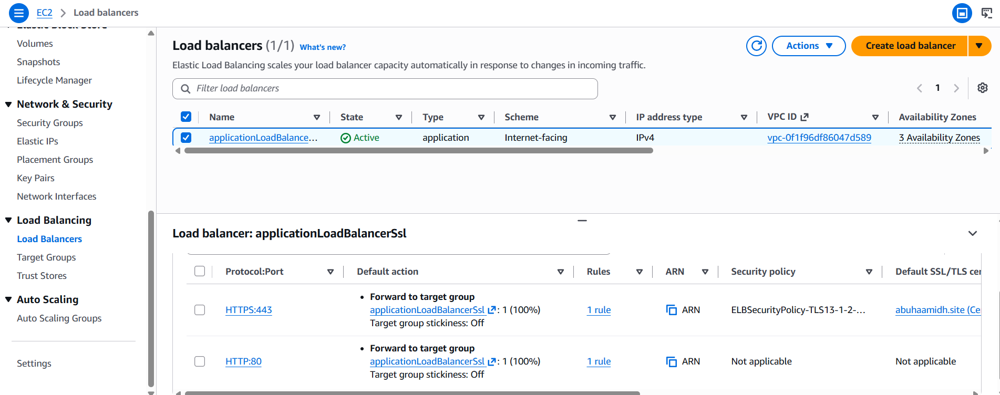 EC2 > Load balancers
Elastic Block Store
Volumes
Snapshots
Lifecycle Manager
Network & Security
Security Groups
Elastic IPs
Placement Groups
Key Pairs
Network Interfaces
Load Balancing
Load Balancers
Target Groups
Trust Stores
Auto Scaling
Auto Scaling Groups
Settings
Load balancers (1/1) What's new?
Actions
Create load balancer
Elastic Load Balancing scales your load balancer capacity automatically in response to changes in incoming traffic.
Filter load balancers
1
Name State Type Scheme IP address type VPC ID Availability Zones
applicationLoadBalance... Active application Internet-facing IPv4 vpc-0f1f96df86047d589 3 Availability Zones
Load balancer: applicationLoadBalancerSsl
Protocol:Port Default action Rules ARN Security policy Default SSL/TLS cer
• Forward to target group
HTTPS:443 applicationLoadBalancerSsl : 1 (100%) 1 rule ARN ELBSecurityPolicy-TLS13-1-2-... abuhaamidh.site (Ce
Target group stickiness: Off
• Forward to target group
HTTP:80 applicationLoadBalancerSsl : 1 (100%) 1 rule ARN Not applicable Not applicable
Target group stickiness: Off